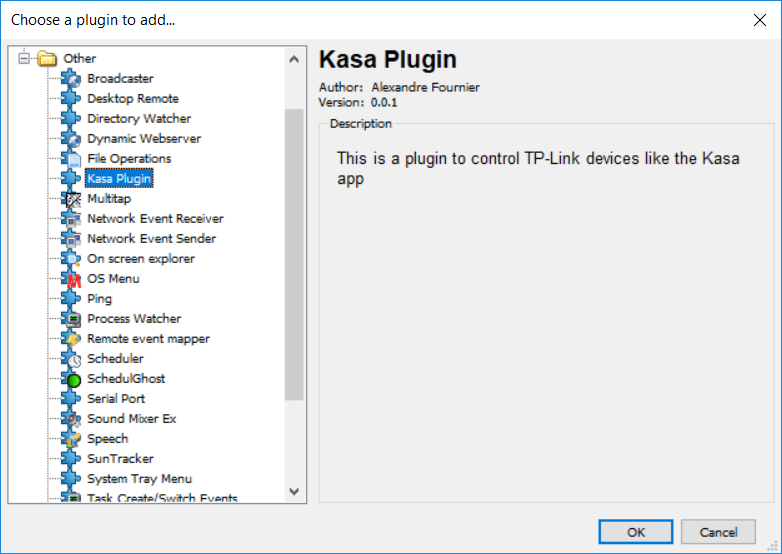 Choose a plugin to add...
Other
Broadcaster
Desktop Remote
Directory Watcher
Dynamic Webserver
File Operations
Kasa Plugin
Multitap
Network Event Receiver
Network Event Sender
On screen explorer
OS Menu
Ping
Process Watcher
Remote event mapper
Scheduler
SchedulGhost
Serial Port
Sound Mixer Ex
Speech
SunTracker
System Tray Menu
Task Create/Switch Events
Kasa Plugin
Author: Alexandre Fournier
Version: 0.0.1
Description
This is a plugin to control TP-Link devices like the Kasa
app
OK
Cancel